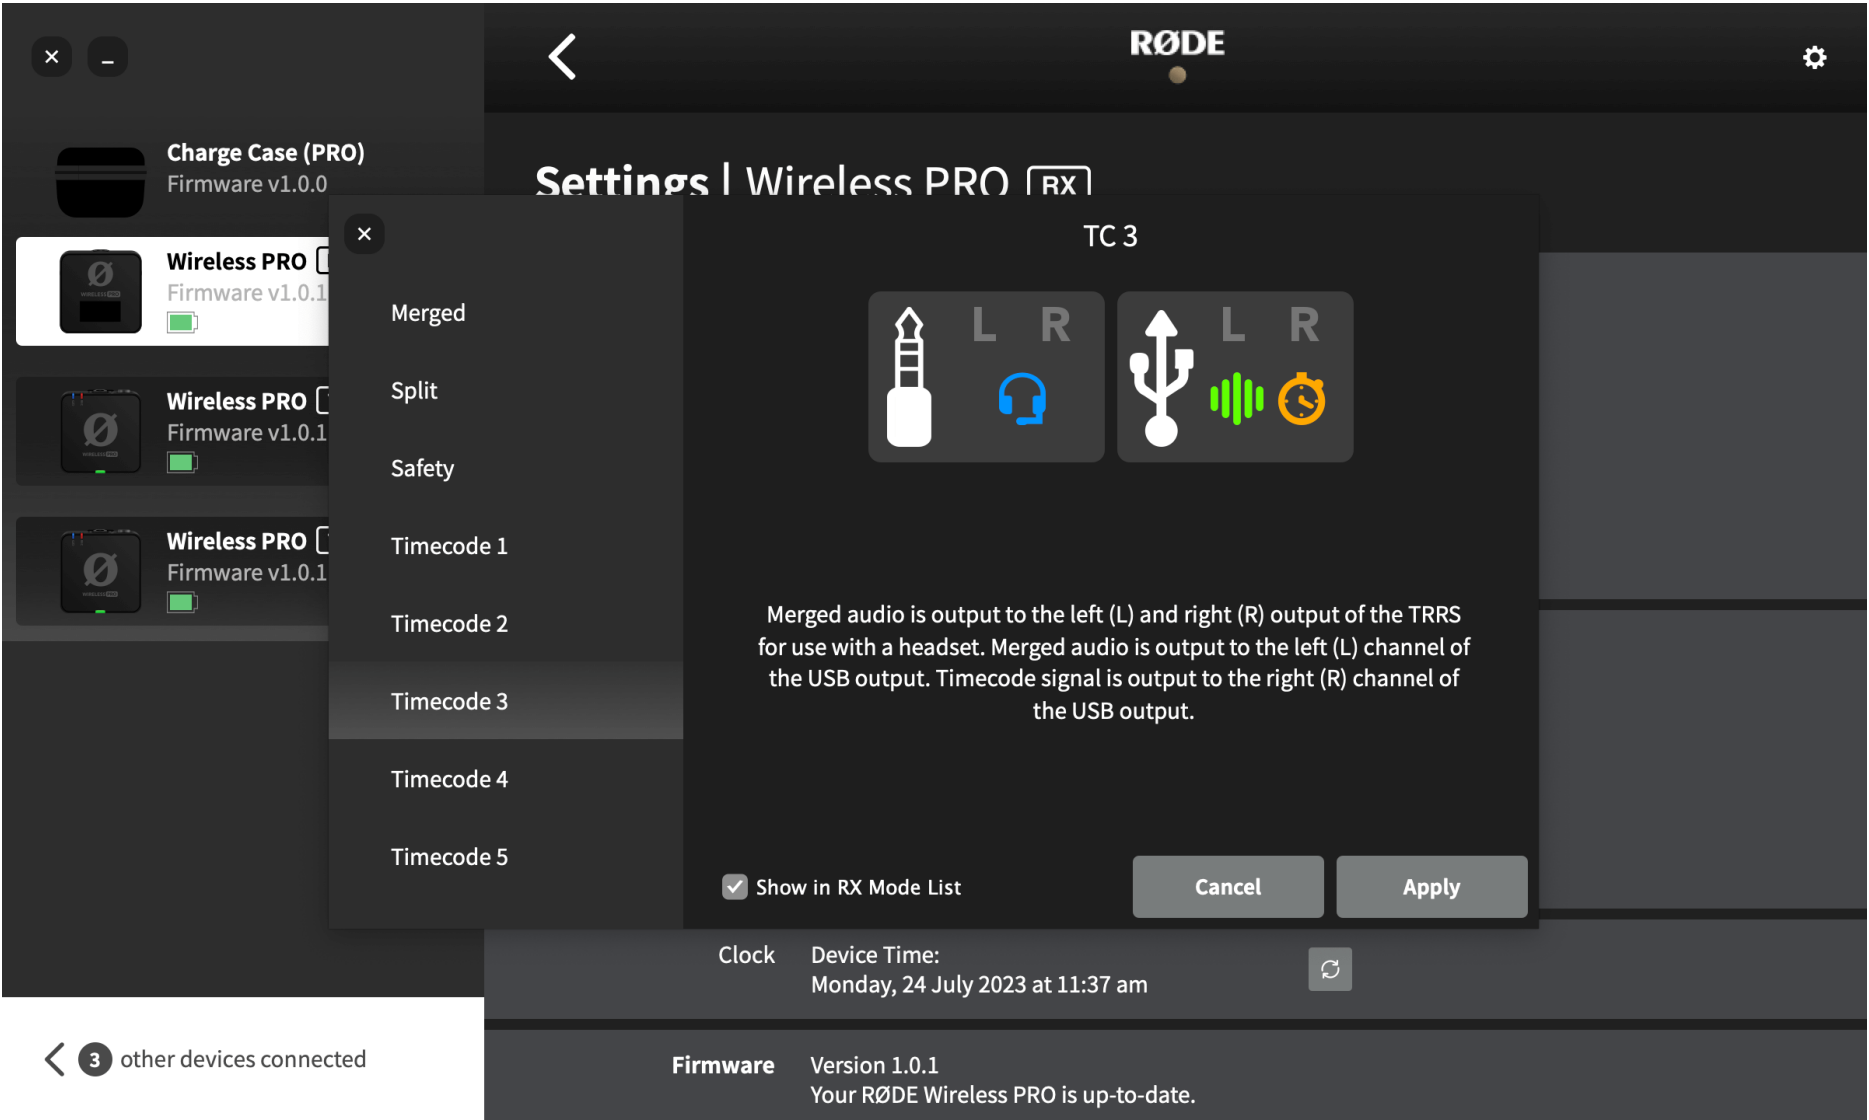 RØDE
Charge Case (PRO)
Firmware v1.0.0
Settings | Wireless PRO RX
Wireless PRO
Firmware v1.0.1
Wireless PRO
Firmware v1.0.1
Wireless PRO
Firmware v1.0.1
Merged
Split
Safety
Timecode 1
Timecode 2
Timecode 3
Timecode 4
Timecode 5
TC 3
L R
L R
Merged audio is output to the left (L) and right (R) output of the TRRS
for use with a headset. Merged audio is output to the left (L) channel of
the USB output. Timecode signal is output to the right (R) channel of
the USB output.
Show in RX Mode List
Cancel
Apply
Clock
Device Time:
Monday, 24 July 2023 at 11:37 am
Firmware
Version 1.0.1
Your RØDE Wireless PRO is up-to-date.
3 other devices connected